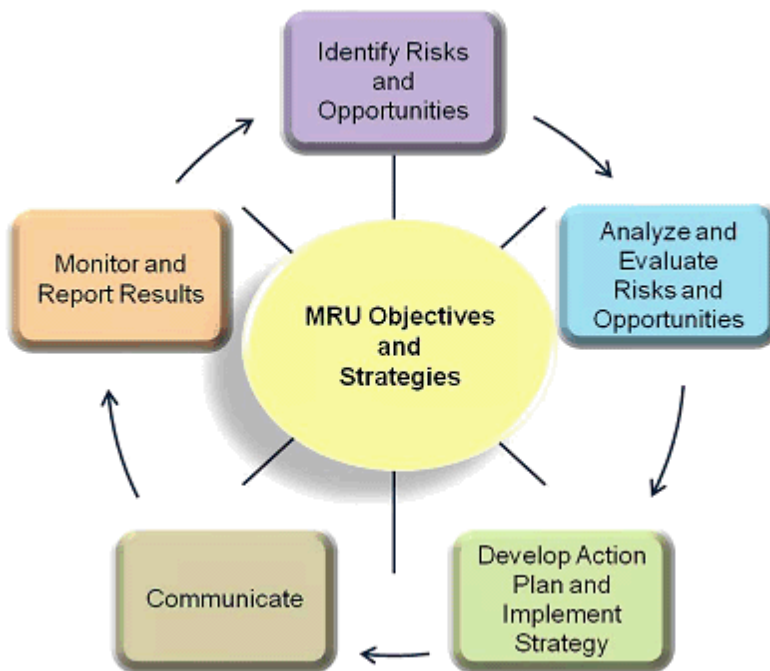 Identify Risks
and
Opportunities
Analyze and
Evaluate
Risks and
Opportunities
Develop Action
Plan and
Implement
Strategy
Communicate
Monitor and
Report Results
MRU Objectives
and
Strategies